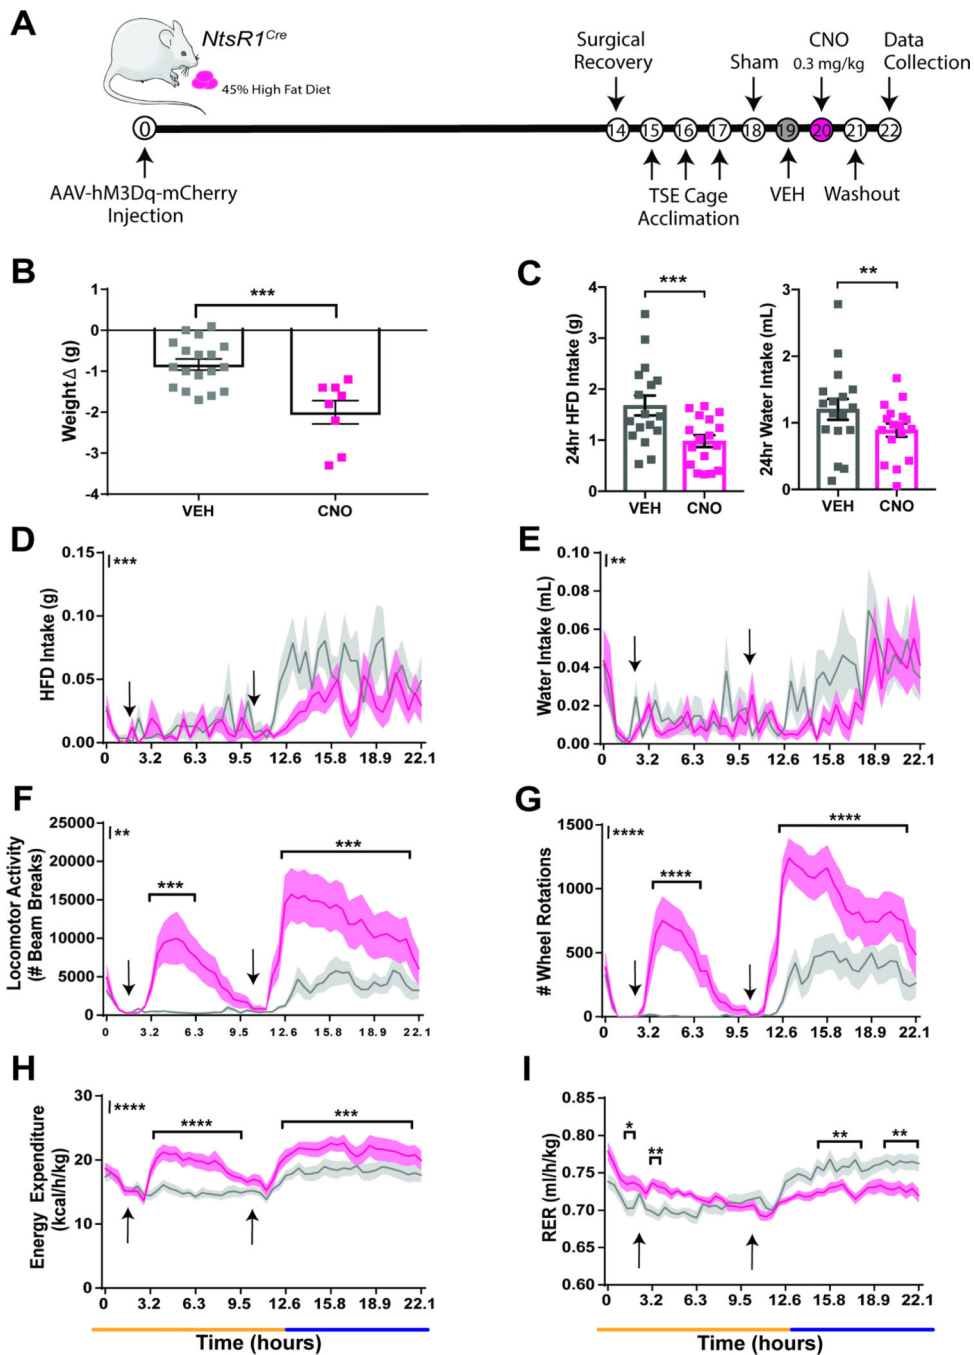 A
NtsR1Cre
45% High Fat Diet
Surgical
Recovery
Sham
CNO
0.3 mg/kg
Data
Collection
0 14 15 16 17 18 19 20 21 22
AAV-hM3Dq-mCherry
Injection
TSE Cage
Acclimation
VEH
Washout
B
Weight Δ (g)
1
0
-1
-2
-3
-4
***
VEH CNO
C
24hr HFD Intake (g)
4
3
2
1
0
***
VEH CNO
24hr Water Intake (mL)
3
2
1
0
**
VEH CNO
D
HFD Intake (g)
0.15
0.10
0.05
0.00
***
0 3.2 6.3 9.5 12.6 15.8 18.9 22.1
E
Water Intake (mL)
0.10
0.08
0.06
0.04
0.02
0.00
**
0 3.2 6.3 9.5 12.6 15.8 18.9 22.1
F
Locomotor Activity
(# Beam Breaks)
25000
20000
15000
10000
5000
0
**
***
***
0 3.2 6.3 9.5 12.6 15.8 18.9 22.1
G
# Wheel Rotations
1500
1000
500
0
****
****
****
0 3.2 6.3 9.5 12.6 15.8 18.9 22.1
H
Energy Expenditure
(kcal/h/kg)
30
20
10
0
****
****
***
0 3.2 6.3 9.5 12.6 15.8 18.9 22.1
Time (hours)
I
RER (ml/h/kg)
0.85
0.80
0.75
0.70
0.65
0.60
*
**
**
**
0 3.2 6.3 9.5 12.6 15.8 18.9 22.1
Time (hours)